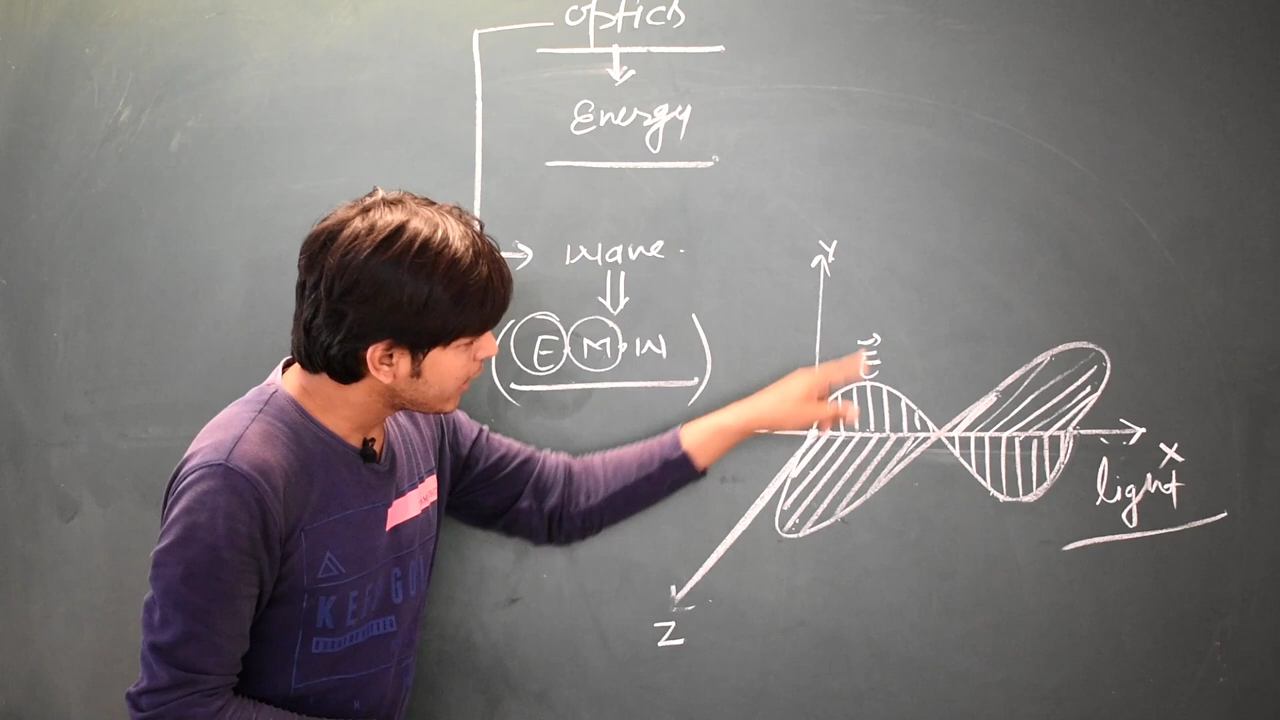 optics
Energy
wave.
(E M. W)
Y
E
X
light
Z
KEEP GO